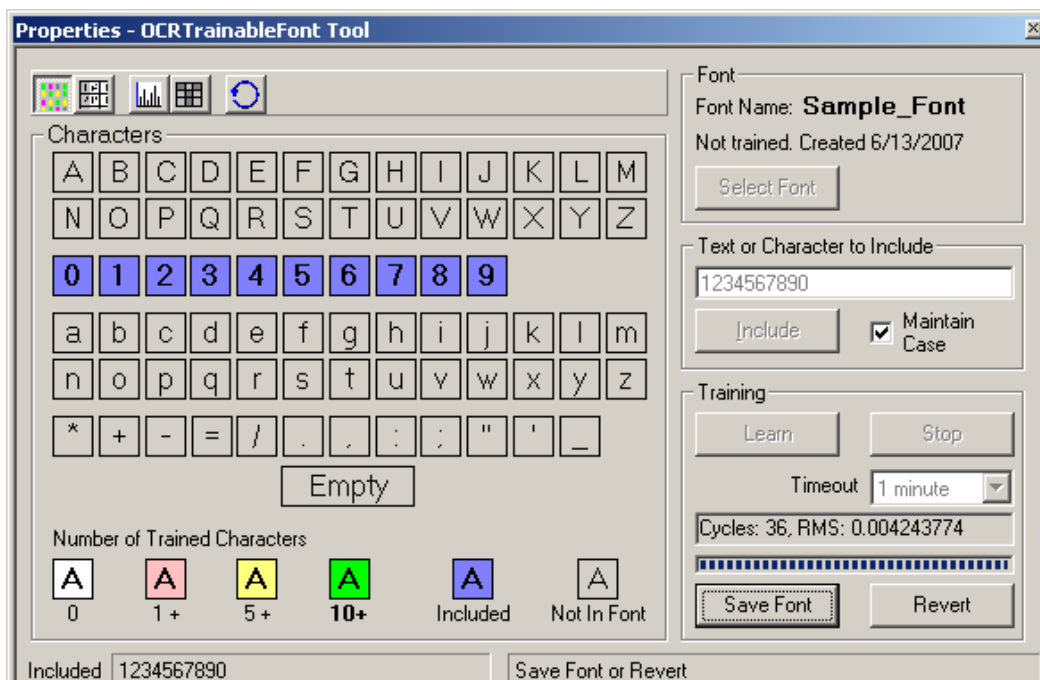 Properties - OCRTrainableFont Tool
Characters
A B C D E F G H I J K L M
N O P Q R S T U V W X Y Z
0 1 2 3 4 5 6 7 8 9
a b c d e f g h i j k l m
n o p q r s t u v w x y z
* + - = / . , : ; " ' _
Empty
Number of Trained Characters
A A A A A A
0 1 + 5 + 10+ Included Not In Font
Font
Font Name: Sample_Font
Not trained. Created 6/13/2007
Select Font
Text or Character to Include
1234567890
Include
Maintain
Case
Training
Learn Stop
Timeout 1 minute
Cycles: 36, RMS: 0.004243774
Save Font Revert
Included 1234567890 Save Font or Revert